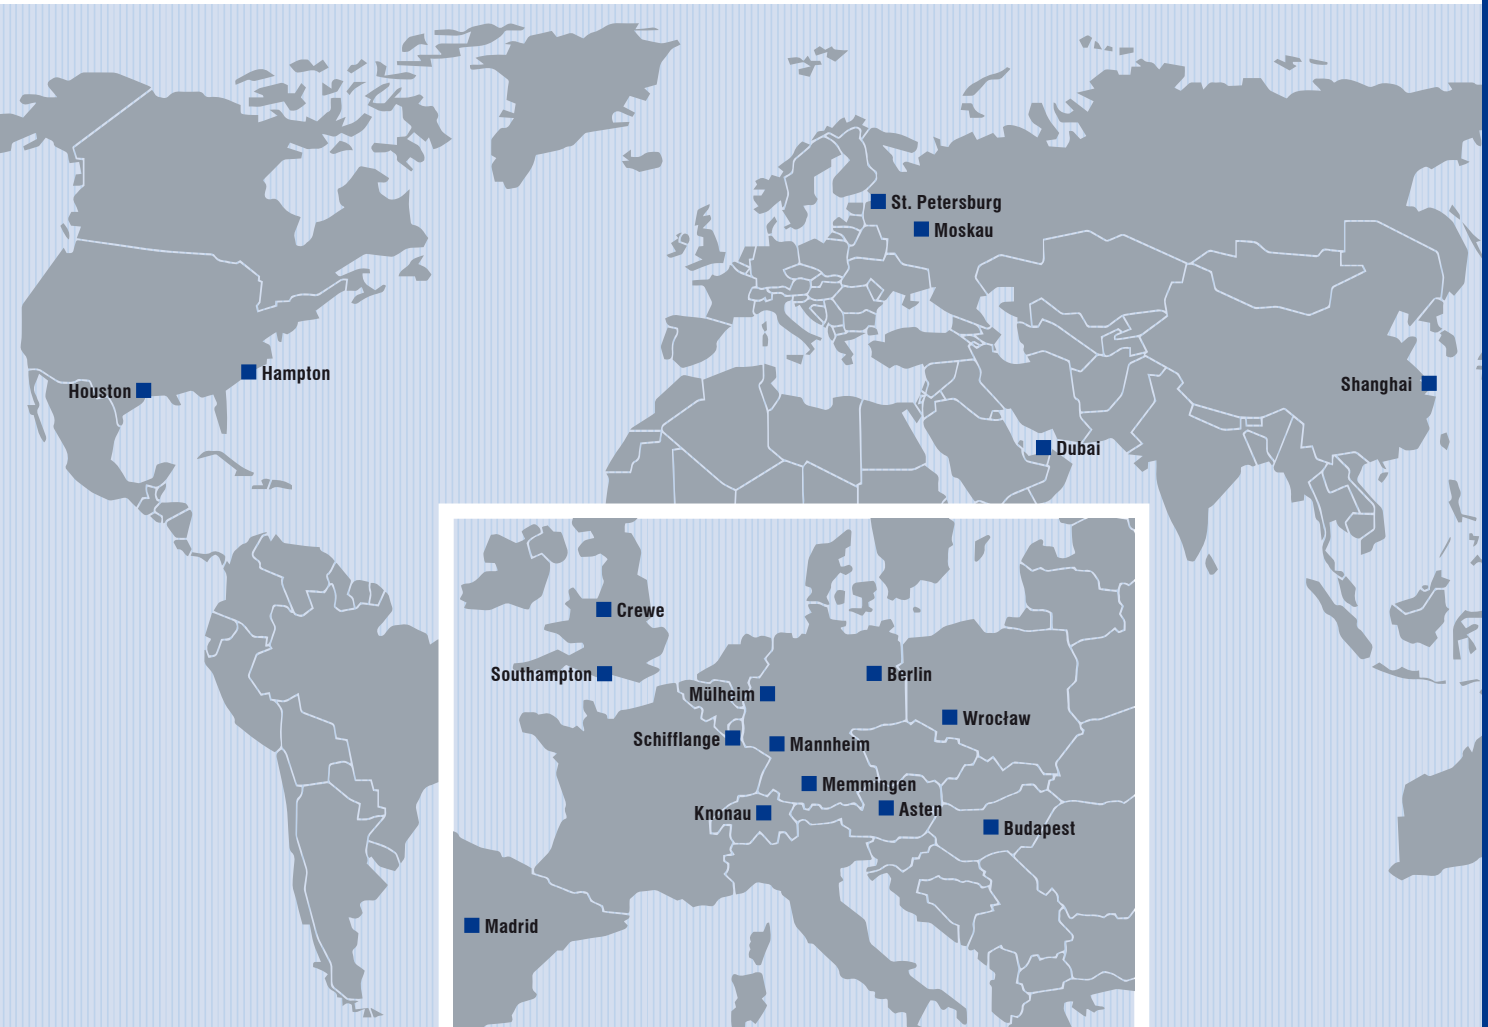 St. Petersburg
Moskau
Hampton
Houston
Shanghai
Dubai
Crewe
Southampton
Berlin
Mülheim
Wrocław
Schifflange
Mannheim
Memmingen
Asten
Knonau
Budapest
Madrid